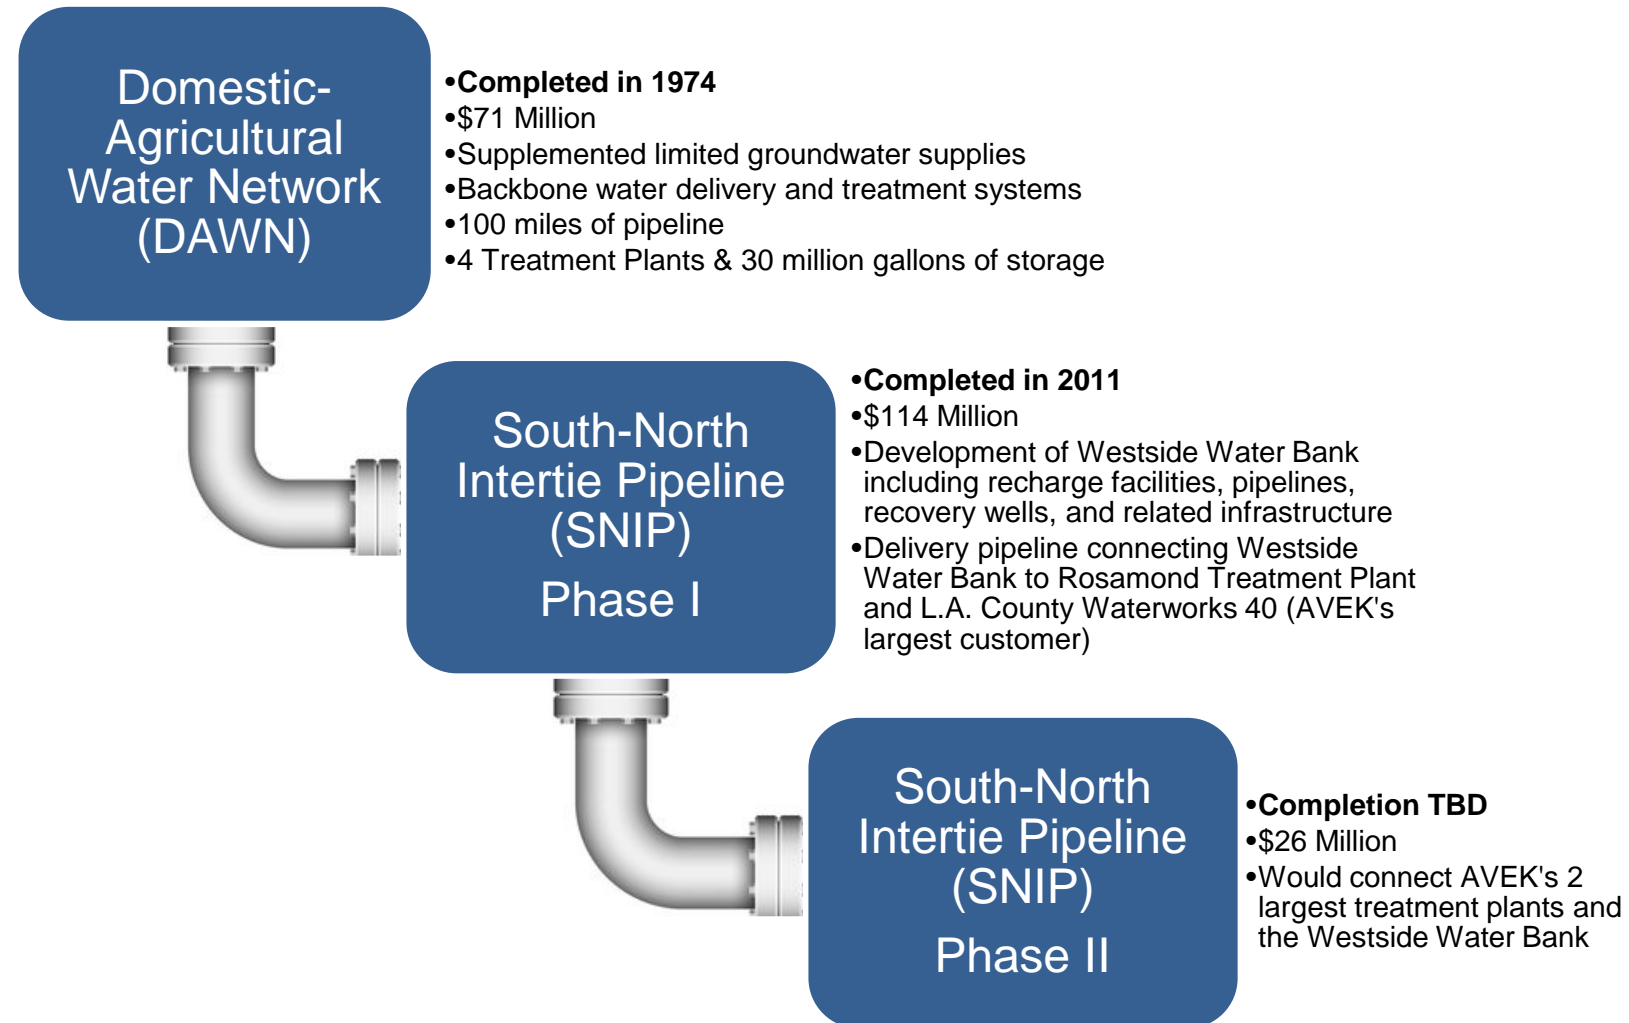 Domestic-
Agricultural
Water Network
(DAWN)
•Completed in 1974
•$71 Million
•Supplemented limited groundwater supplies
•Backbone water delivery and treatment systems
•100 miles of pipeline
•4 Treatment Plants & 30 million gallons of storage
South-North
Intertie Pipeline
(SNIP)
Phase I
•Completed in 2011
•$114 Million
•Development of Westside Water Bank
including recharge facilities, pipelines,
recovery wells, and related infrastructure
•Delivery pipeline connecting Westside
Water Bank to Rosamond Treatment Plant
and L.A. County Waterworks 40 (AVEK's
largest customer)
South-North
Intertie Pipeline
(SNIP)
Phase II
•Completion TBD
•$26 Million
•Would connect AVEK's 2
largest treatment plants and
the Westside Water Bank